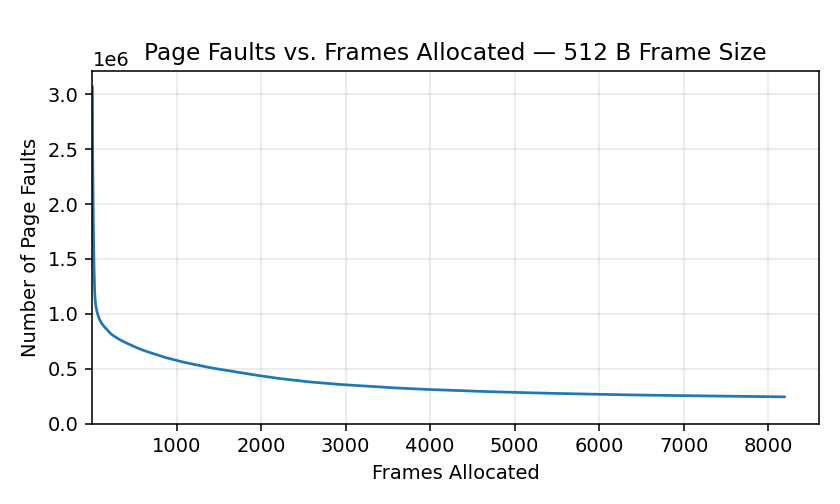 Page Faults vs. Frames Allocated — 512 B Frame Size
1e6
3.0
2.5
2.0
1.5
1.0
0.5
0.0
Number of Page Faults
1000 2000 3000 4000 5000 6000 7000 8000
Frames Allocated